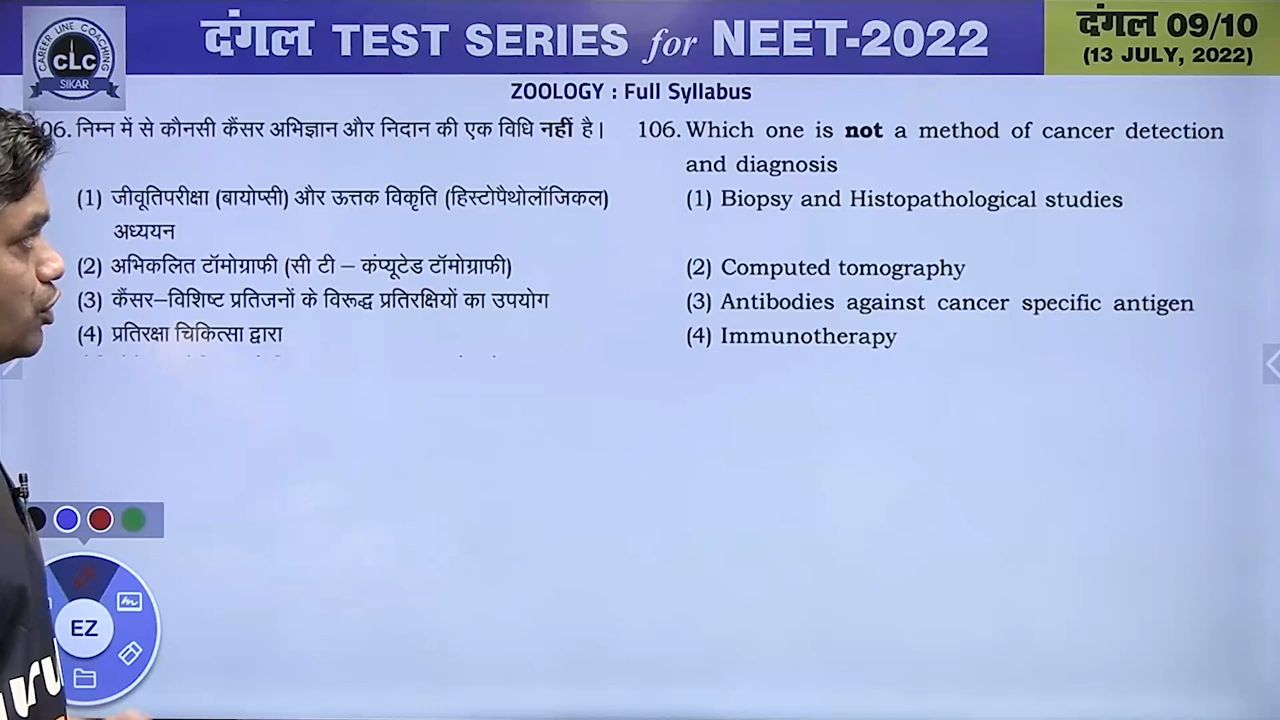 दंगल TEST SERIES for NEET-2022
दंगल 09/10
(13 JULY, 2022)
CAREER LINE COACHING
CLC
SIKAR
ZOOLOGY : Full Syllabus
06. निम्न में से कौनसी कैंसर अभिज्ञान और निदान की एक विधि नहीं है।
(1) जीवूतिपरीक्षा (बायोप्सी) और ऊत्तक विकृति (हिस्टोपैथोलॉजिकल)
अध्ययन
(2) अभिकलित टॉमोग्राफी (सी टी – कंप्यूटेड टॉमोग्राफी)
(3) कैंसर–विशिष्ट प्रतिजनों के विरूद्ध प्रतिरक्षियों का उपयोग
(4) प्रतिरक्षा चिकित्सा द्वारा
106. Which one is not a method of cancer detection
and diagnosis
(1) Biopsy and Histopathological studies
(2) Computed tomography
(3) Antibodies against cancer specific antigen
(4) Immunotherapy
EZ